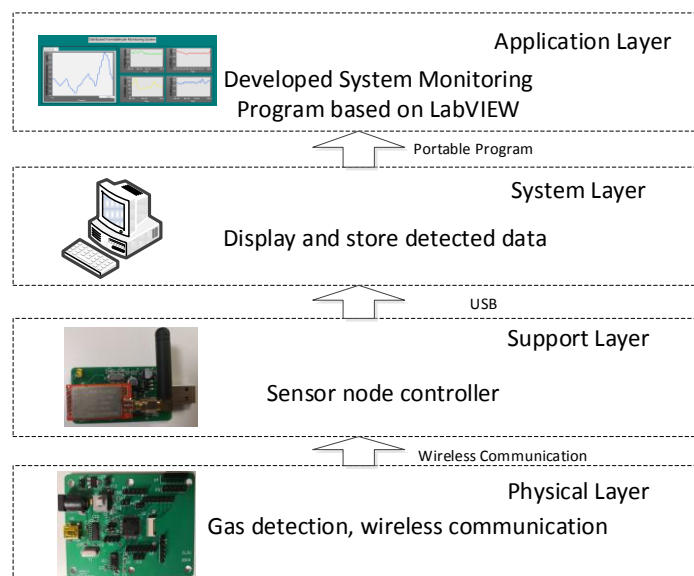 Application Layer
Developed System Monitoring
Program based on LabVIEW
Portable Program
System Layer
Display and store detected data
USB
Support Layer
Sensor node controller
Wireless Communication
Physical Layer
Gas detection, wireless communication